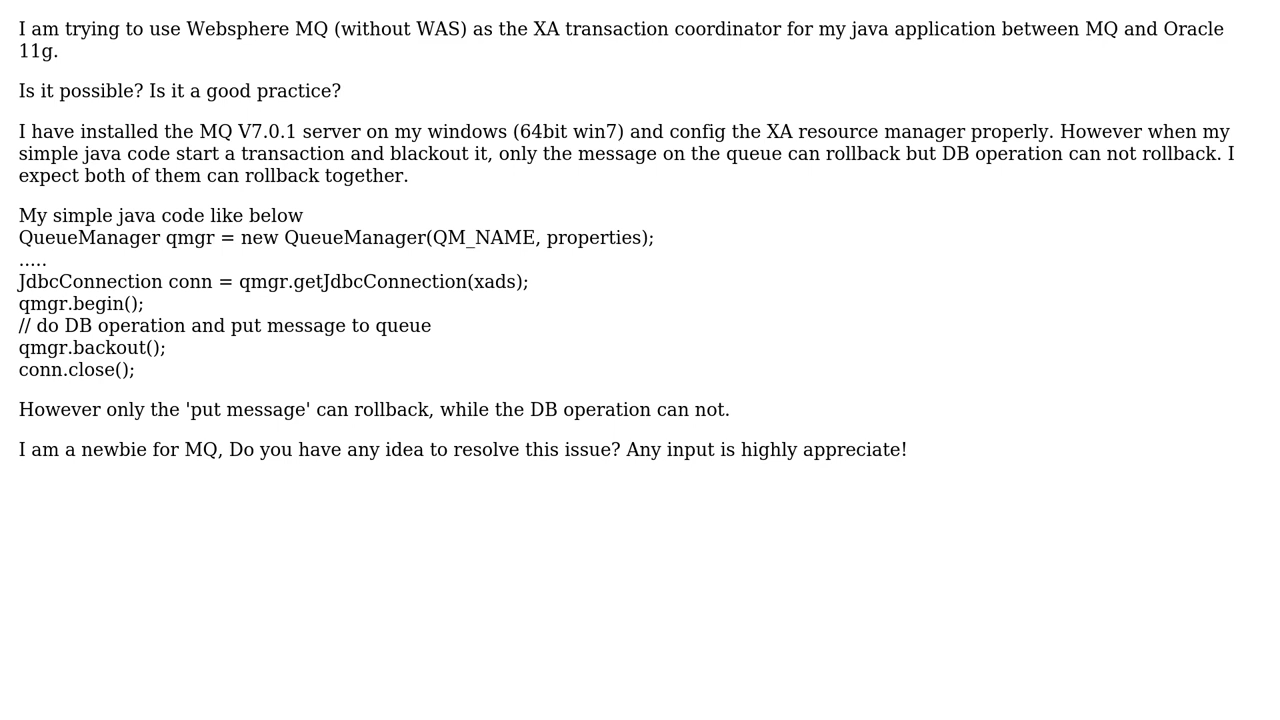 I am trying to use Websphere MQ (without WAS) as the XA transaction coordinator for my java application between MQ and Oracle
11g.
Is it possible? Is it a good practice?
I have installed the MQ V7.0.1 server on my windows (64bit win7) and config the XA resource manager properly. However when my
simple java code start a transaction and blackout it, only the message on the queue can rollback but DB operation can not rollback. I
expect both of them can rollback together.
My simple java code like below
QueueManager qmgr = new QueueManager(QM_NAME, properties);
.....
JdbcConnection conn = qmgr.getJdbcConnection(xads);
qmgr.begin();
// do DB operation and put message to queue
qmgr.backout();
conn.close();
However only the 'put message' can rollback, while the DB operation can not.
I am a newbie for MQ, Do you have any idea to resolve this issue? Any input is highly appreciate!